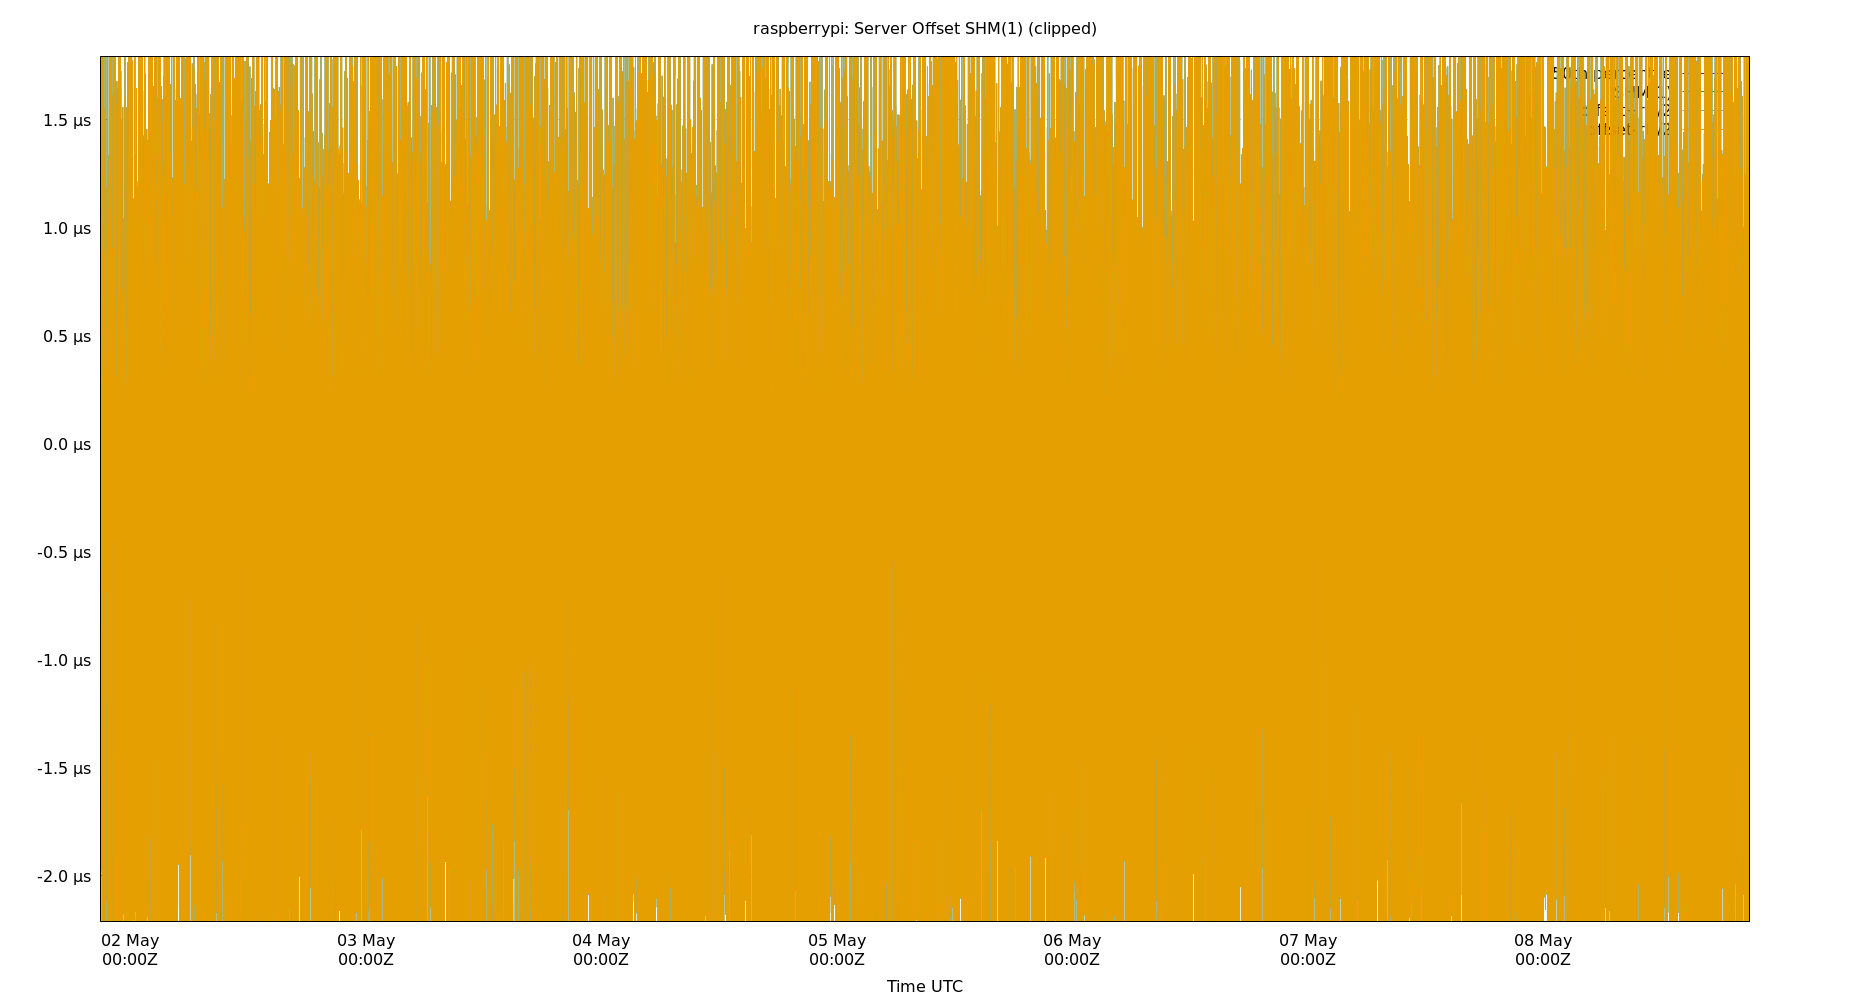 raspberrypi: Server Offset SHM(1) (clipped)
1.5 µs
1.0 µs
0.5 µs
0.0 µs
-0.5 µs
-1.0 µs
-1.5 µs
-2.0 µs
02 May 03 May 04 May 05 May 06 May 07 May 08 May
00:00Z 00:00Z 00:00Z 00:00Z 00:00Z 00:00Z 00:00Z
Time UTC